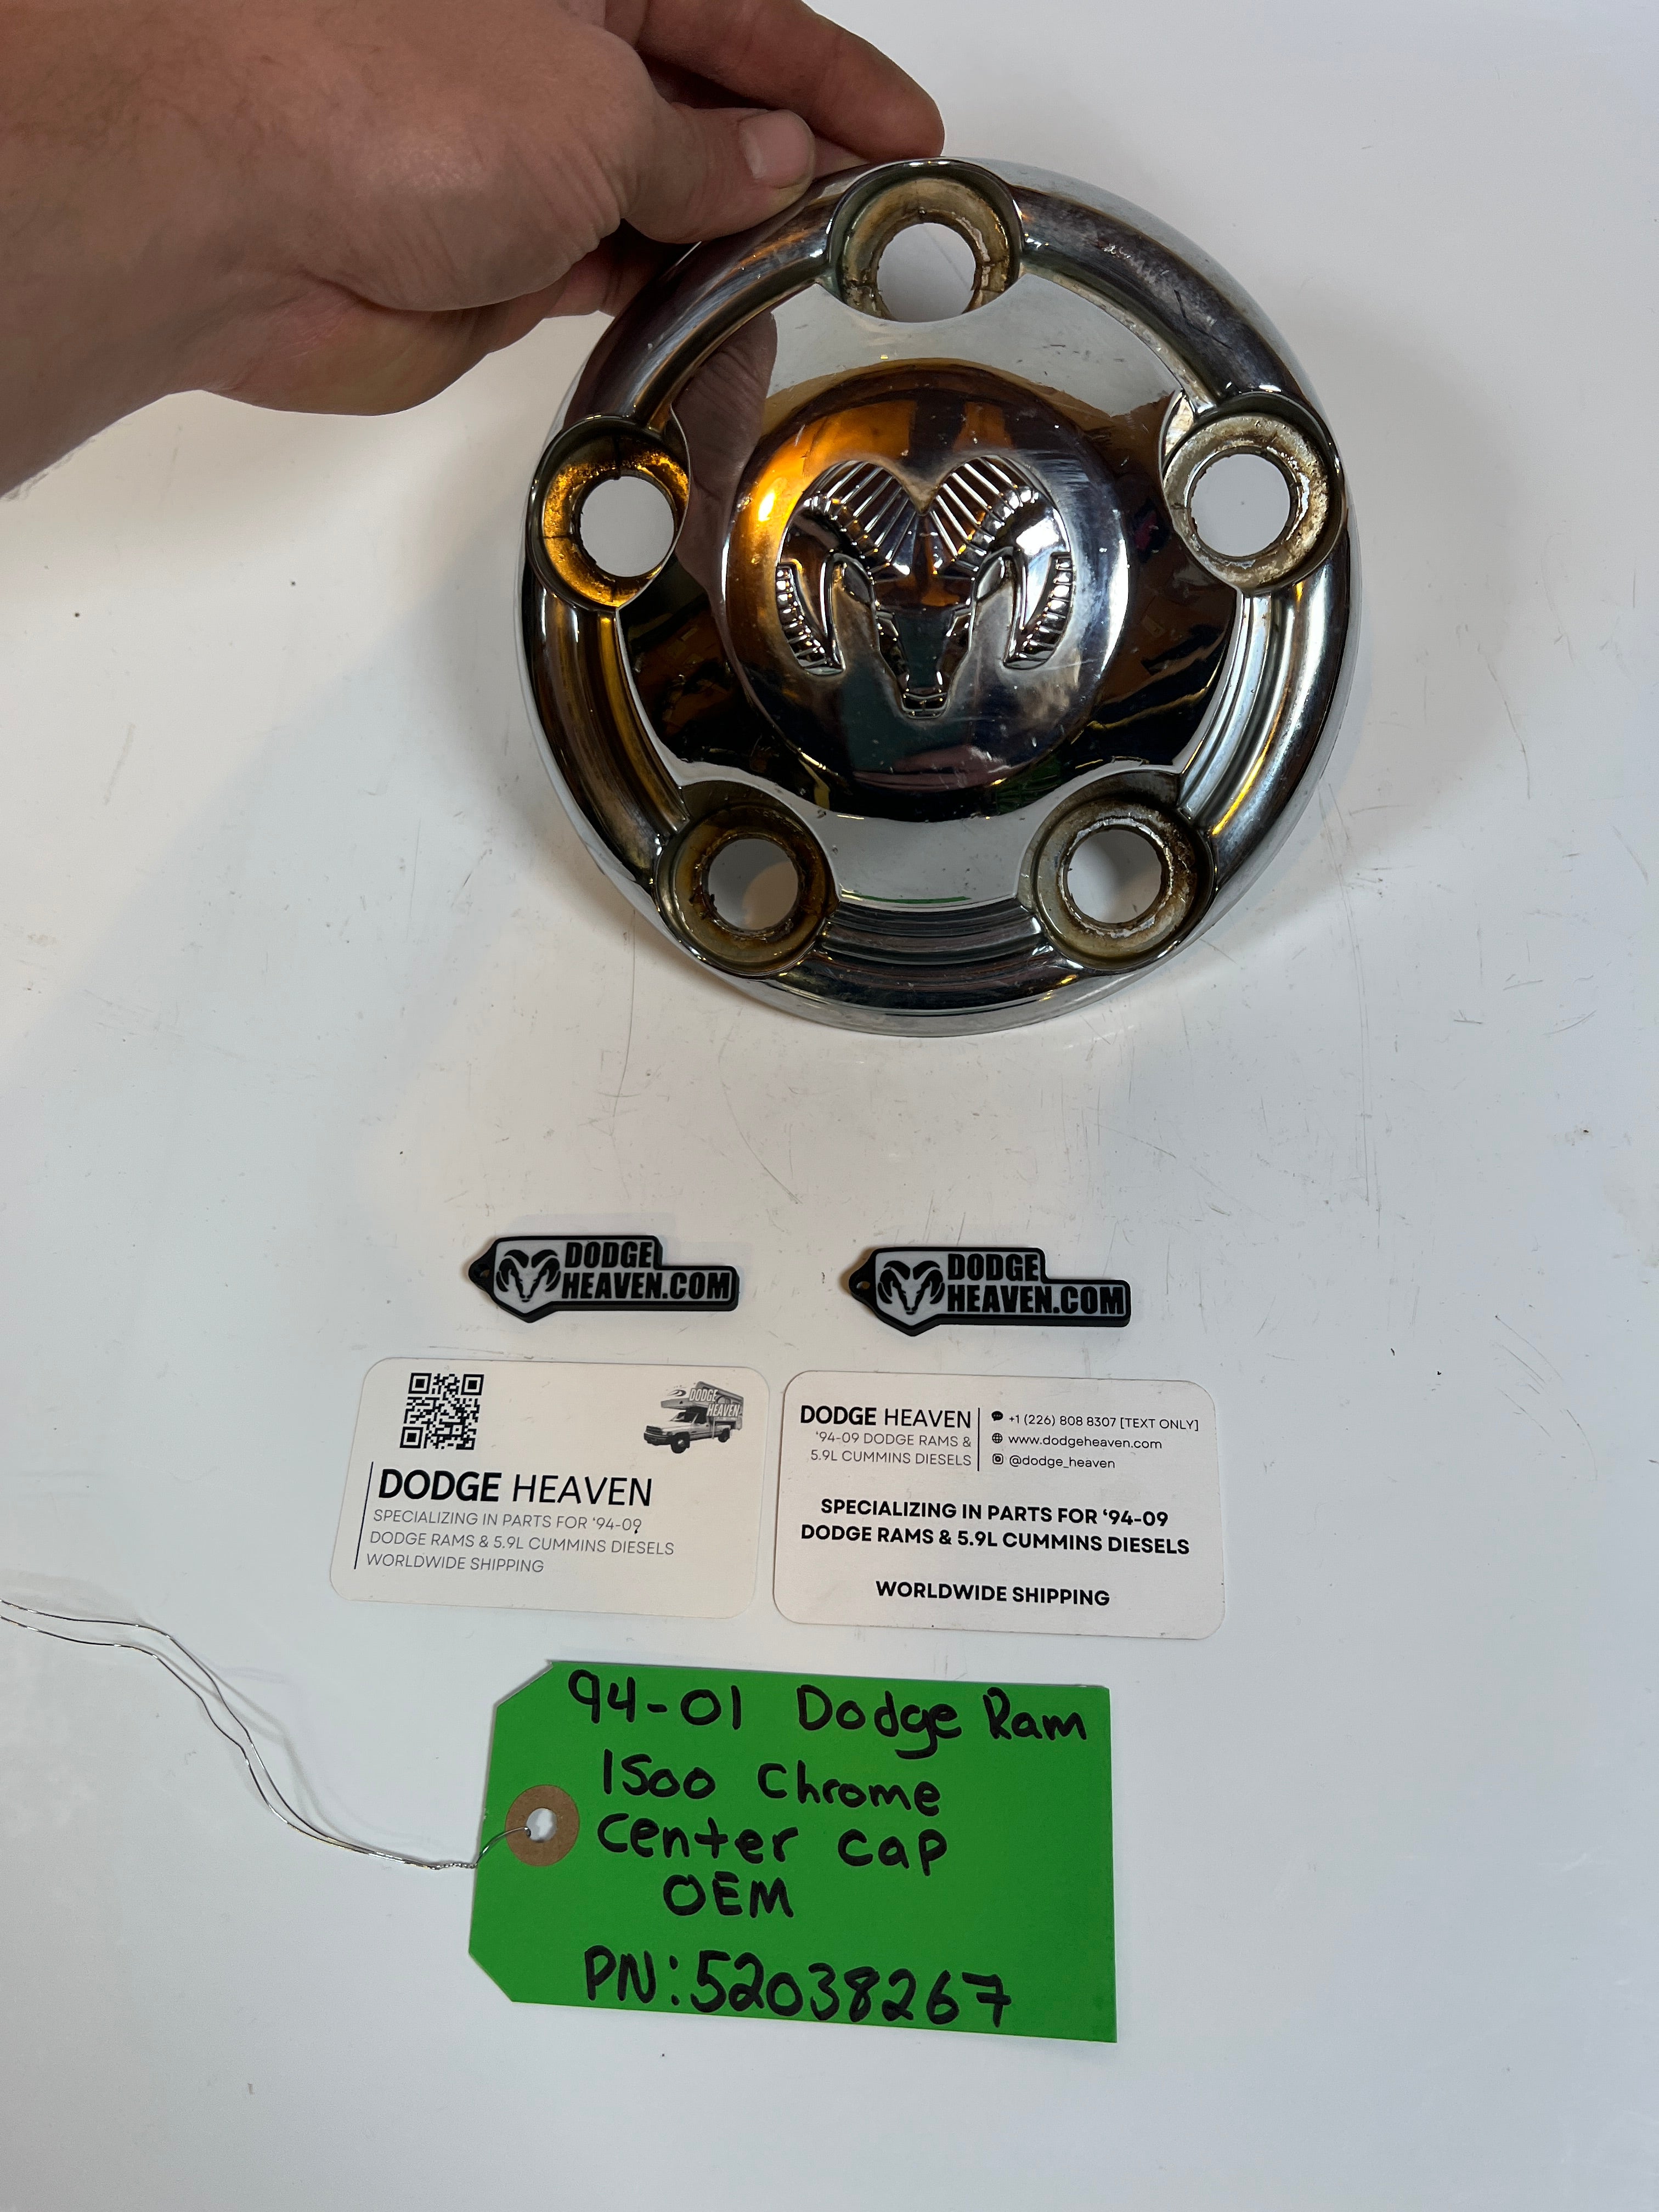 DODGE
HEAVEN.COM
DODGE
HEAVEN.COM
DODGE
HEAVEN
DODGE HEAVEN
SPECIALIZING IN PARTS FOR ‘94-09
DODGE RAMS & 5.9L CUMMINS DIESELS
WORLDWIDE SHIPPING
DODGE HEAVEN
‘94-09 DODGE RAMS &
5.9L CUMMINS DIESELS
+1 (226) 808 8307 [TEXT ONLY]
www.dodgeheaven.com
@dodge_heaven
SPECIALIZING IN PARTS FOR ‘94-09
DODGE RAMS & 5.9L CUMMINS DIESELS
WORLDWIDE SHIPPING
94-01 Dodge Ram
1500 Chrome
Center Cap
OEM
PN:52038267